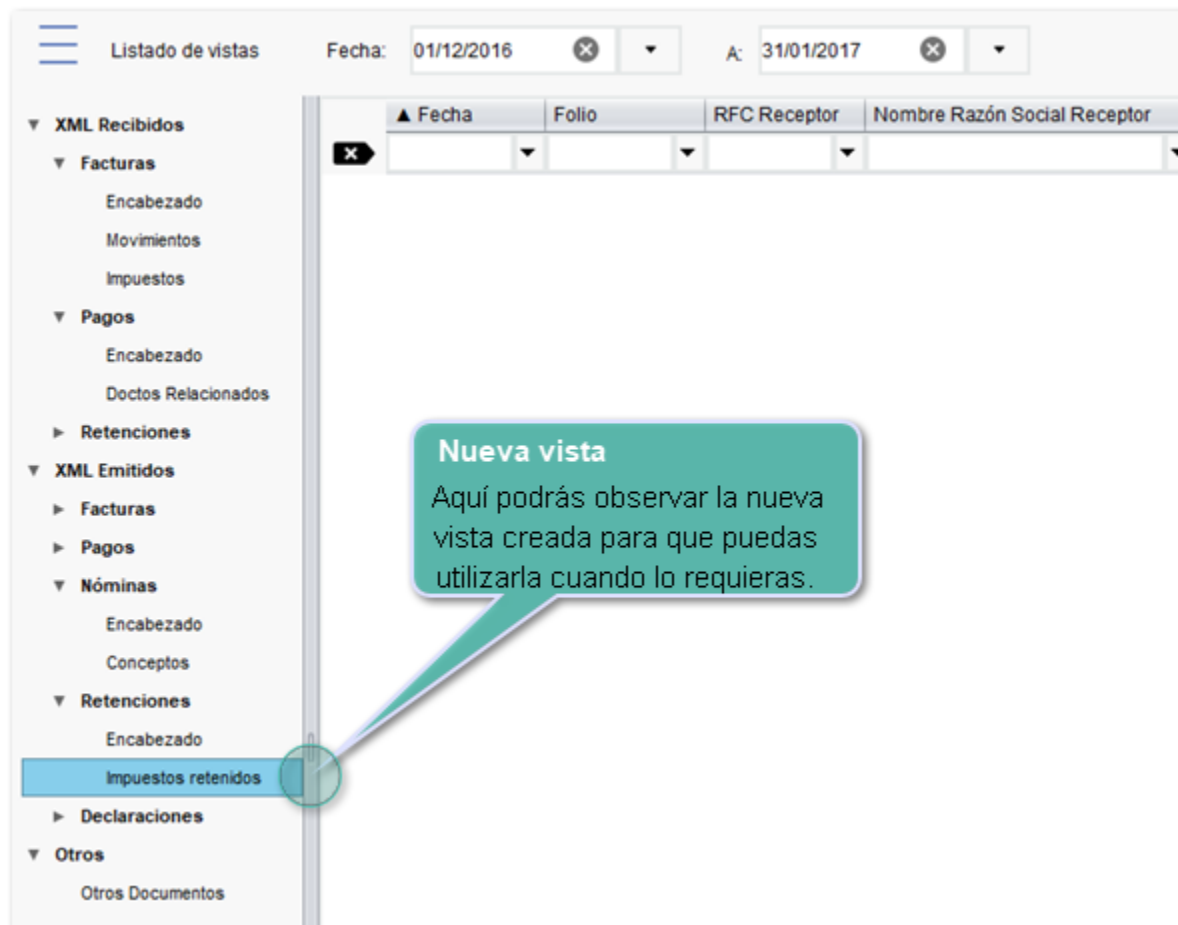 Listado de vistas Fecha: 01/12/2016 A: 31/01/2017
▲ Fecha Folio RFC Receptor Nombre Razón Social Receptor
XML Recibidos
Facturas
Encabezado
Movimientos
Impuestos
Pagos
Encabezado
Doctos Relacionados
Retenciones
XML Emitidos
Facturas
Pagos
Nóminas
Encabezado
Conceptos
Retenciones
Encabezado
Impuestos retenidos
Declaraciones
Otros
Otros Documentos
Nueva vista
Aquí podrás observar la nueva
vista creada para que puedas
utilizarla cuando lo requieras.